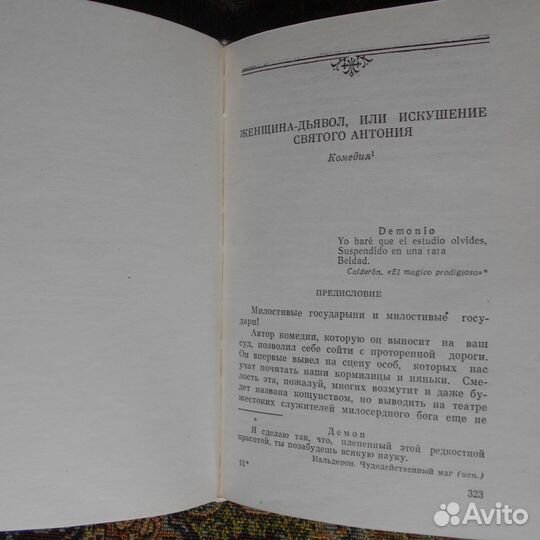 ЖЕНЩИНА-ДЬЯВОЛ, ИЛИ ИСКУШЕНИЕ
СВЯТОГО АНТОНИЯ
Комедия¹
Demonio
Yo haré que el estudio olvides,
Suspendido en una rara
Beldad.
Calderón. «El magico prodigioso»*
ПРЕДИСЛОВИЕ
Милостивые государыни и милостивые госу-
дари!
Автор комедии, которую он выносит на ваш
суд, позволил себе сойти с проторенной дороги.
Он впервые вывел на сцену особ, которых нас
учат почитать наши кормилицы и няньки. Сме-
лость эта, пожалуй, многих возмутит и даже бу-
дет названа кощунством, но выводить на театре
жестоких служителей милосердного бога еще не
*
Демон
Я сделаю так, что, плененный этой редкостной
красотой, ты позабудешь всякую науку.
Кальдерон. Чудодейственный маг (исп.)
11*
323
Avito